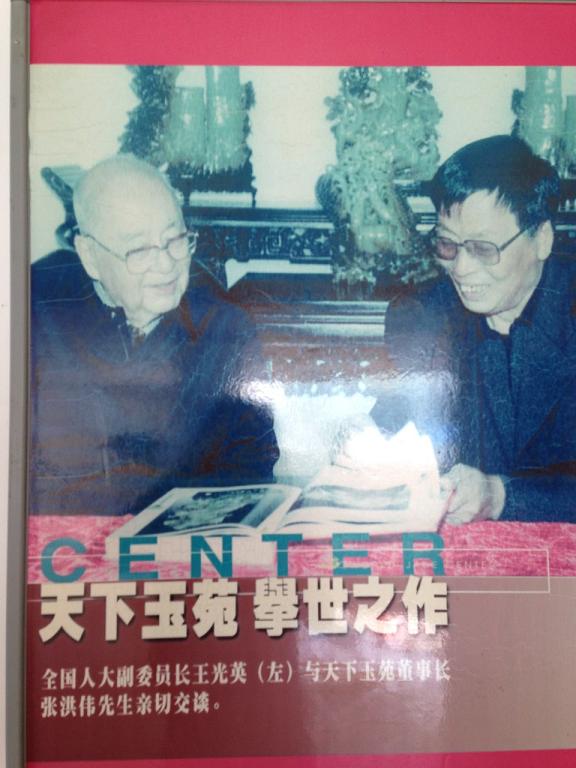 CENTER
天下玉苑 舉世之作
全国人大副委员长王光英（左）与天下玉苑董事长
张洪伟先生亲切交谈。